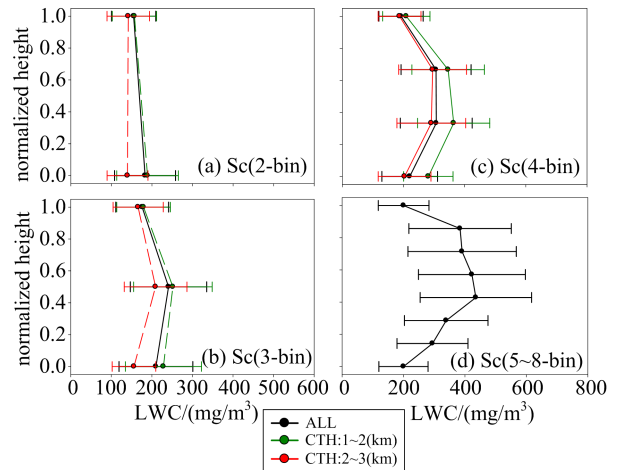 normalized height
1.0
0.8
0.6
0.4
0.2
0.0
(a) Sc(2-bin)
(c) Sc(4-bin)
normalized height
1.0
0.8
0.6
0.4
0.2
0.0
(b) Sc(3-bin)
(d) Sc(5~8-bin)
0 100 200 300 400 500 600
0 200 400 600 800
LWC/(mg/m³)
LWC/(mg/m³)
ALL
CTH:1~2(km)
CTH:2~3(km)